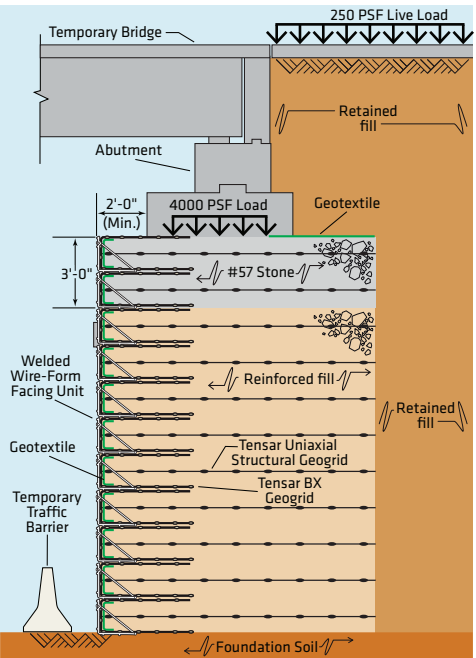 250 PSF Live Load
Temporary Bridge
Retained
fill
Abutment
2'-0"
(Min.)
4000 PSF Load
Geotextile
3'-0"
#57 Stone
Welded
Wire-Form
Facing Unit
Reinforced fill
Retained
fill
Geotextile
Tensar Uniaxial
Structural Geogrid
Tensar BX
Geogrid
Temporary
Traffic
Barrier
Foundation Soil